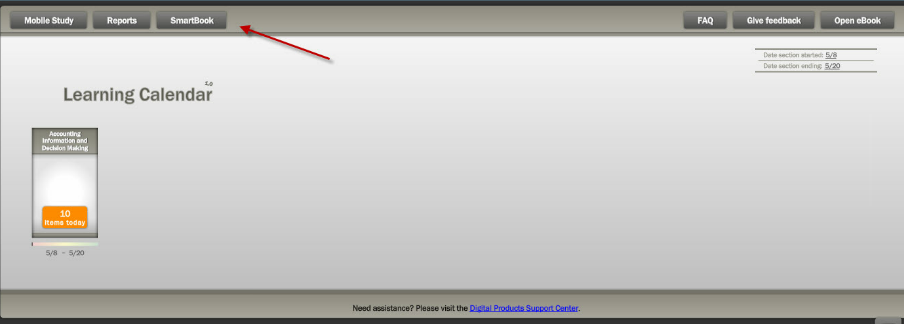 Mobile Study
Reports
SmartBook
FAQ
Give feedback
Open eBook
Date section started: 5/8
Date section ending: 5/20
1.0
Learning Calendar
Accounting
Information and
Decision Making
10
items today
5/8 - 5/20
Need assistance? Please visit the Digital Products Support Center.